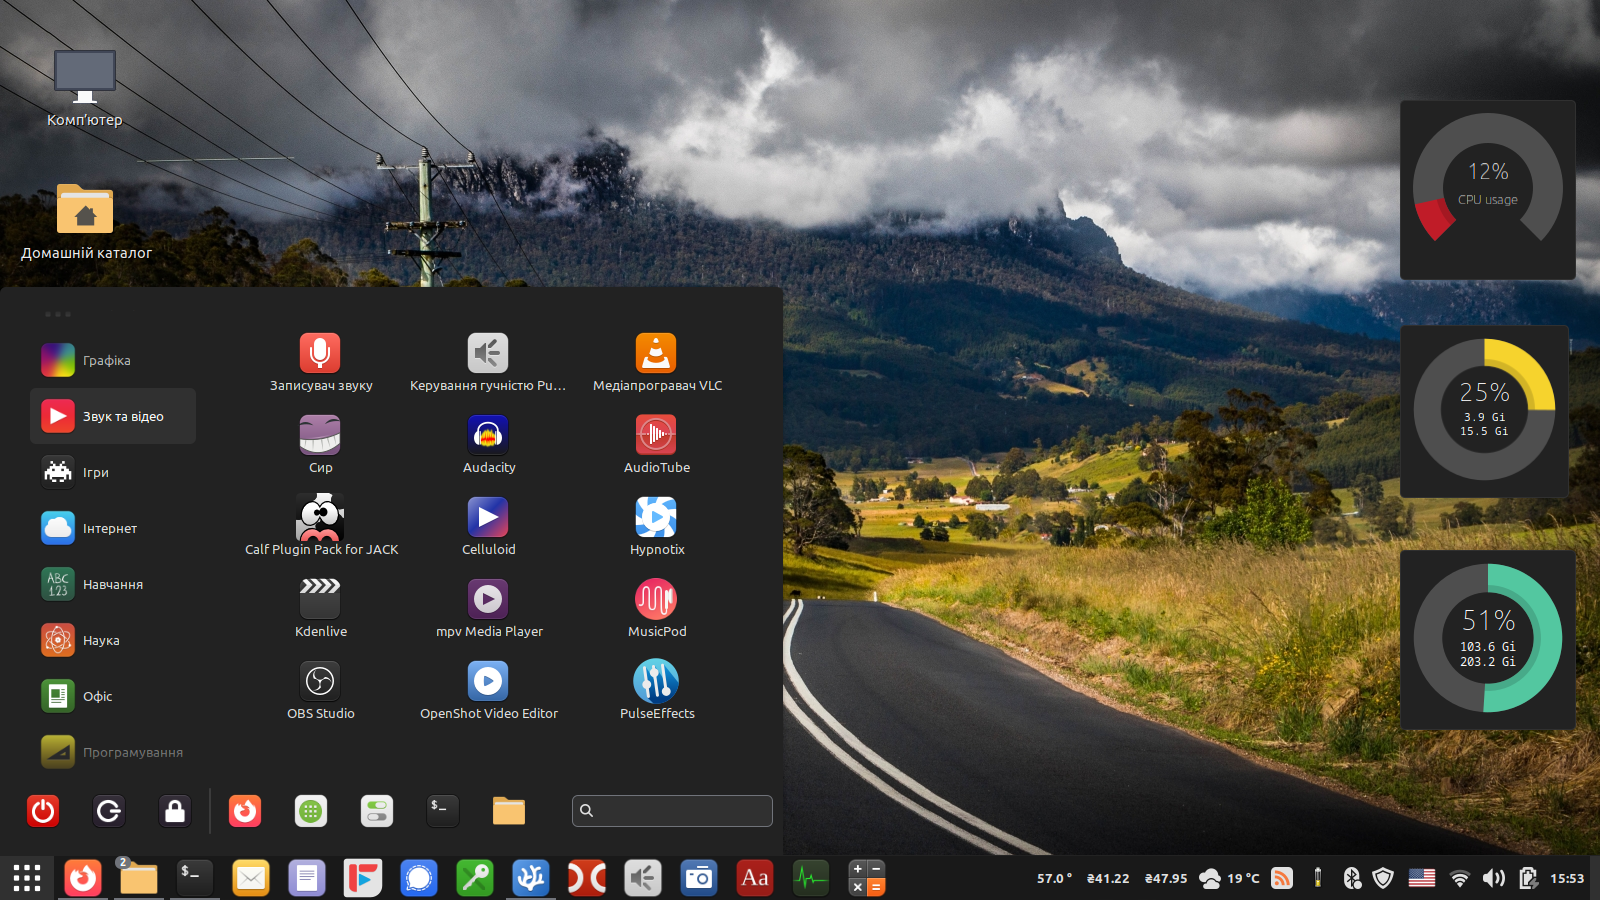 Комп'ютер
Домашній каталог
12%
CPU usage
25%
3.9 Gi
15.5 Gi
51%
103.6 Gi
203.2 Gi
Графіка
Звук та відео
Ігри
Інтернет
ABC
123
Навчання
Наука
Офіс
Програмування
Записувач звуку
Керування гучністю Pu...
Медіапрогравач VLC
Сир
Audacity
AudioTube
Calf Plugin Pack for JACK
Celluloid
Hypnotix
Kdenlive
mpv Media Player
MusicPod
OBS Studio
OpenShot Video Editor
PulseEffects
$_
2
$_
Aa
57.0 °
₴41.22
₴47.95
19 °C
15:53